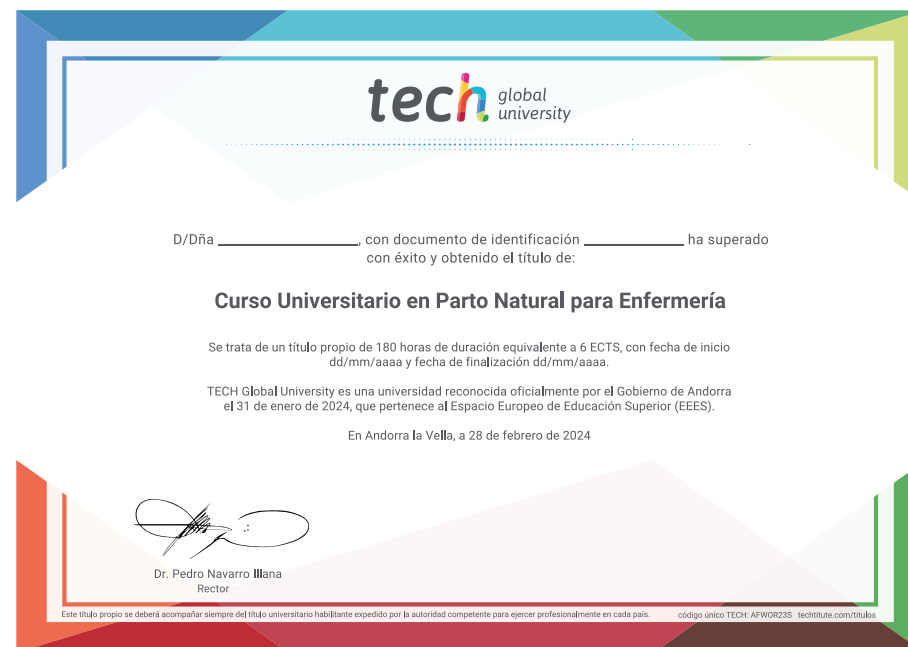 tech global university
D/Dña ______________, con documento de identificación __________ ha superado
con éxito y obtenido el título de:
Curso Universitario en Parto Natural para Enfermería
Se trata de un título propio de 180 horas de duración equivalente a 6 ECTS, con fecha de inicio
dd/mm/aaaa y fecha de finalización dd/mm/aaaa.
TECH Global University es una universidad reconocida oficialmente por el Gobierno de Andorra
el 31 de enero de 2024, que pertenece al Espacio Europeo de Educación Superior (EEES).
En Andorra la Vella, a 28 de febrero de 2024
Dr. Pedro Navarro Illana
Rector
Este título propio se deberá acompañar siempre del título universitario habilitante expedido por la autoridad competente para ejercer profesionalmente en cada país. código único TECH: AFWOR23S techtitute.com/titulos